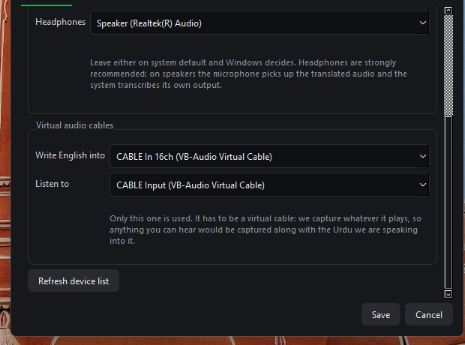 Headphones
Speaker (Realtek(R) Audio)
Leave either on system default and Windows decides. Headphones are strongly
recommended: on speakers the microphone picks up the translated audio and the
system transcribes its own output.
Virtual audio cables
Write English into
CABLE In 16ch (VB-Audio Virtual Cable)
Listen to
CABLE Input (VB-Audio Virtual Cable)
Only this one is used. It has to be a virtual cable: we capture whatever it plays, so
anything you can hear would be captured along with the Urdu we are speaking
into it.
Refresh device list
Save
Cancel